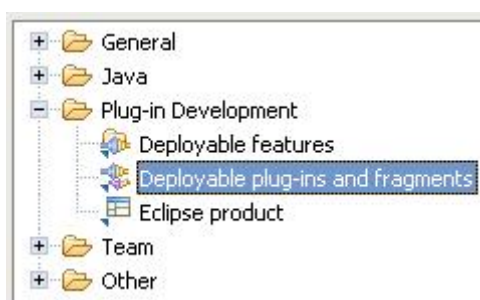 General
Java
Plug-in Development
Deployable features
Deployable plug-ins and fragments
Eclipse product
Team
Other